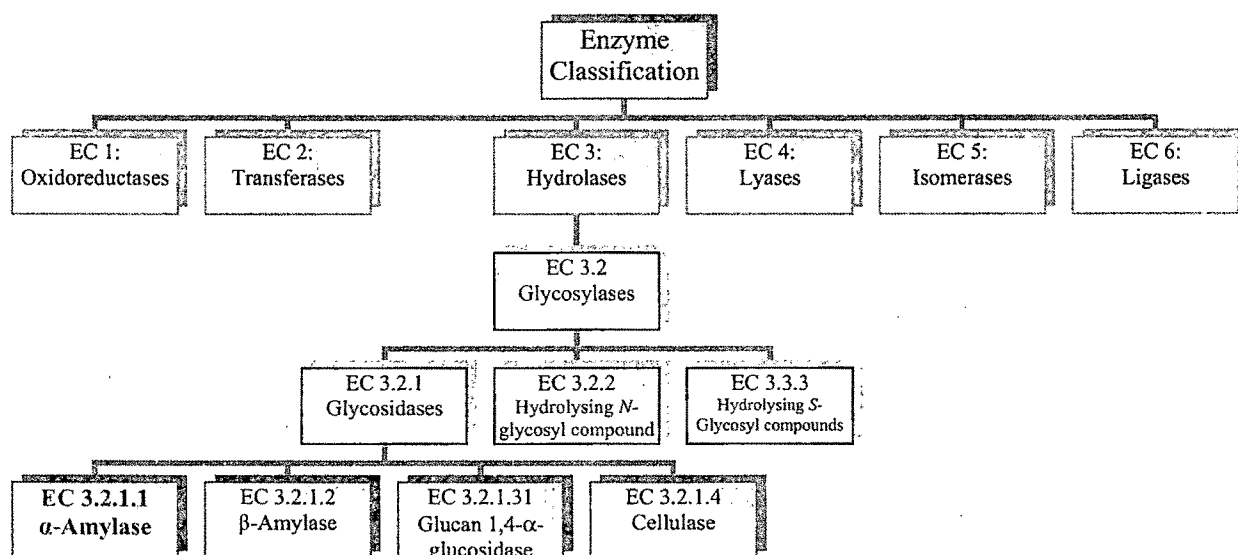 Enzyme
Classification
EC 1:
Oxidoreductases
EC 2:
Transferases
EC 3:
Hydrolases
EC 4:
Lyases
EC 5:
Isomerases
EC 6:
Ligases
EC 3.2
Glycosylases
EC 3.2.1
Glycosidases
EC 3.2.2
Hydrolysing N-
glycosyl compound
EC 3.3.3
Hydrolysing S-
Glycosyl compounds
EC 3.2.1.1
α-Amylase
EC 3.2.1.2
β-Amylase
EC 3.2.1.31
Glucan 1,4-α-
glucosidase
EC 3.2.1.4
Cellulase